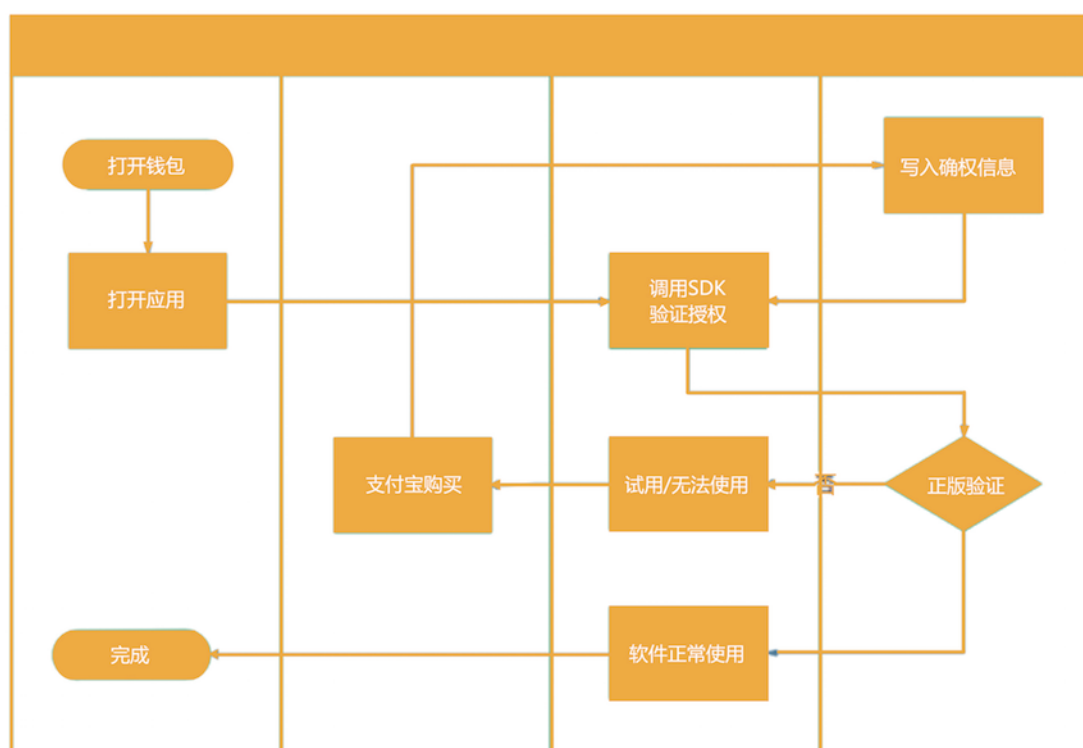 打开钱包
写入确权信息
打开应用
调用SDK
验证授权
支付宝购买
试用/无法使用
否
正版验证
完成
软件正常使用